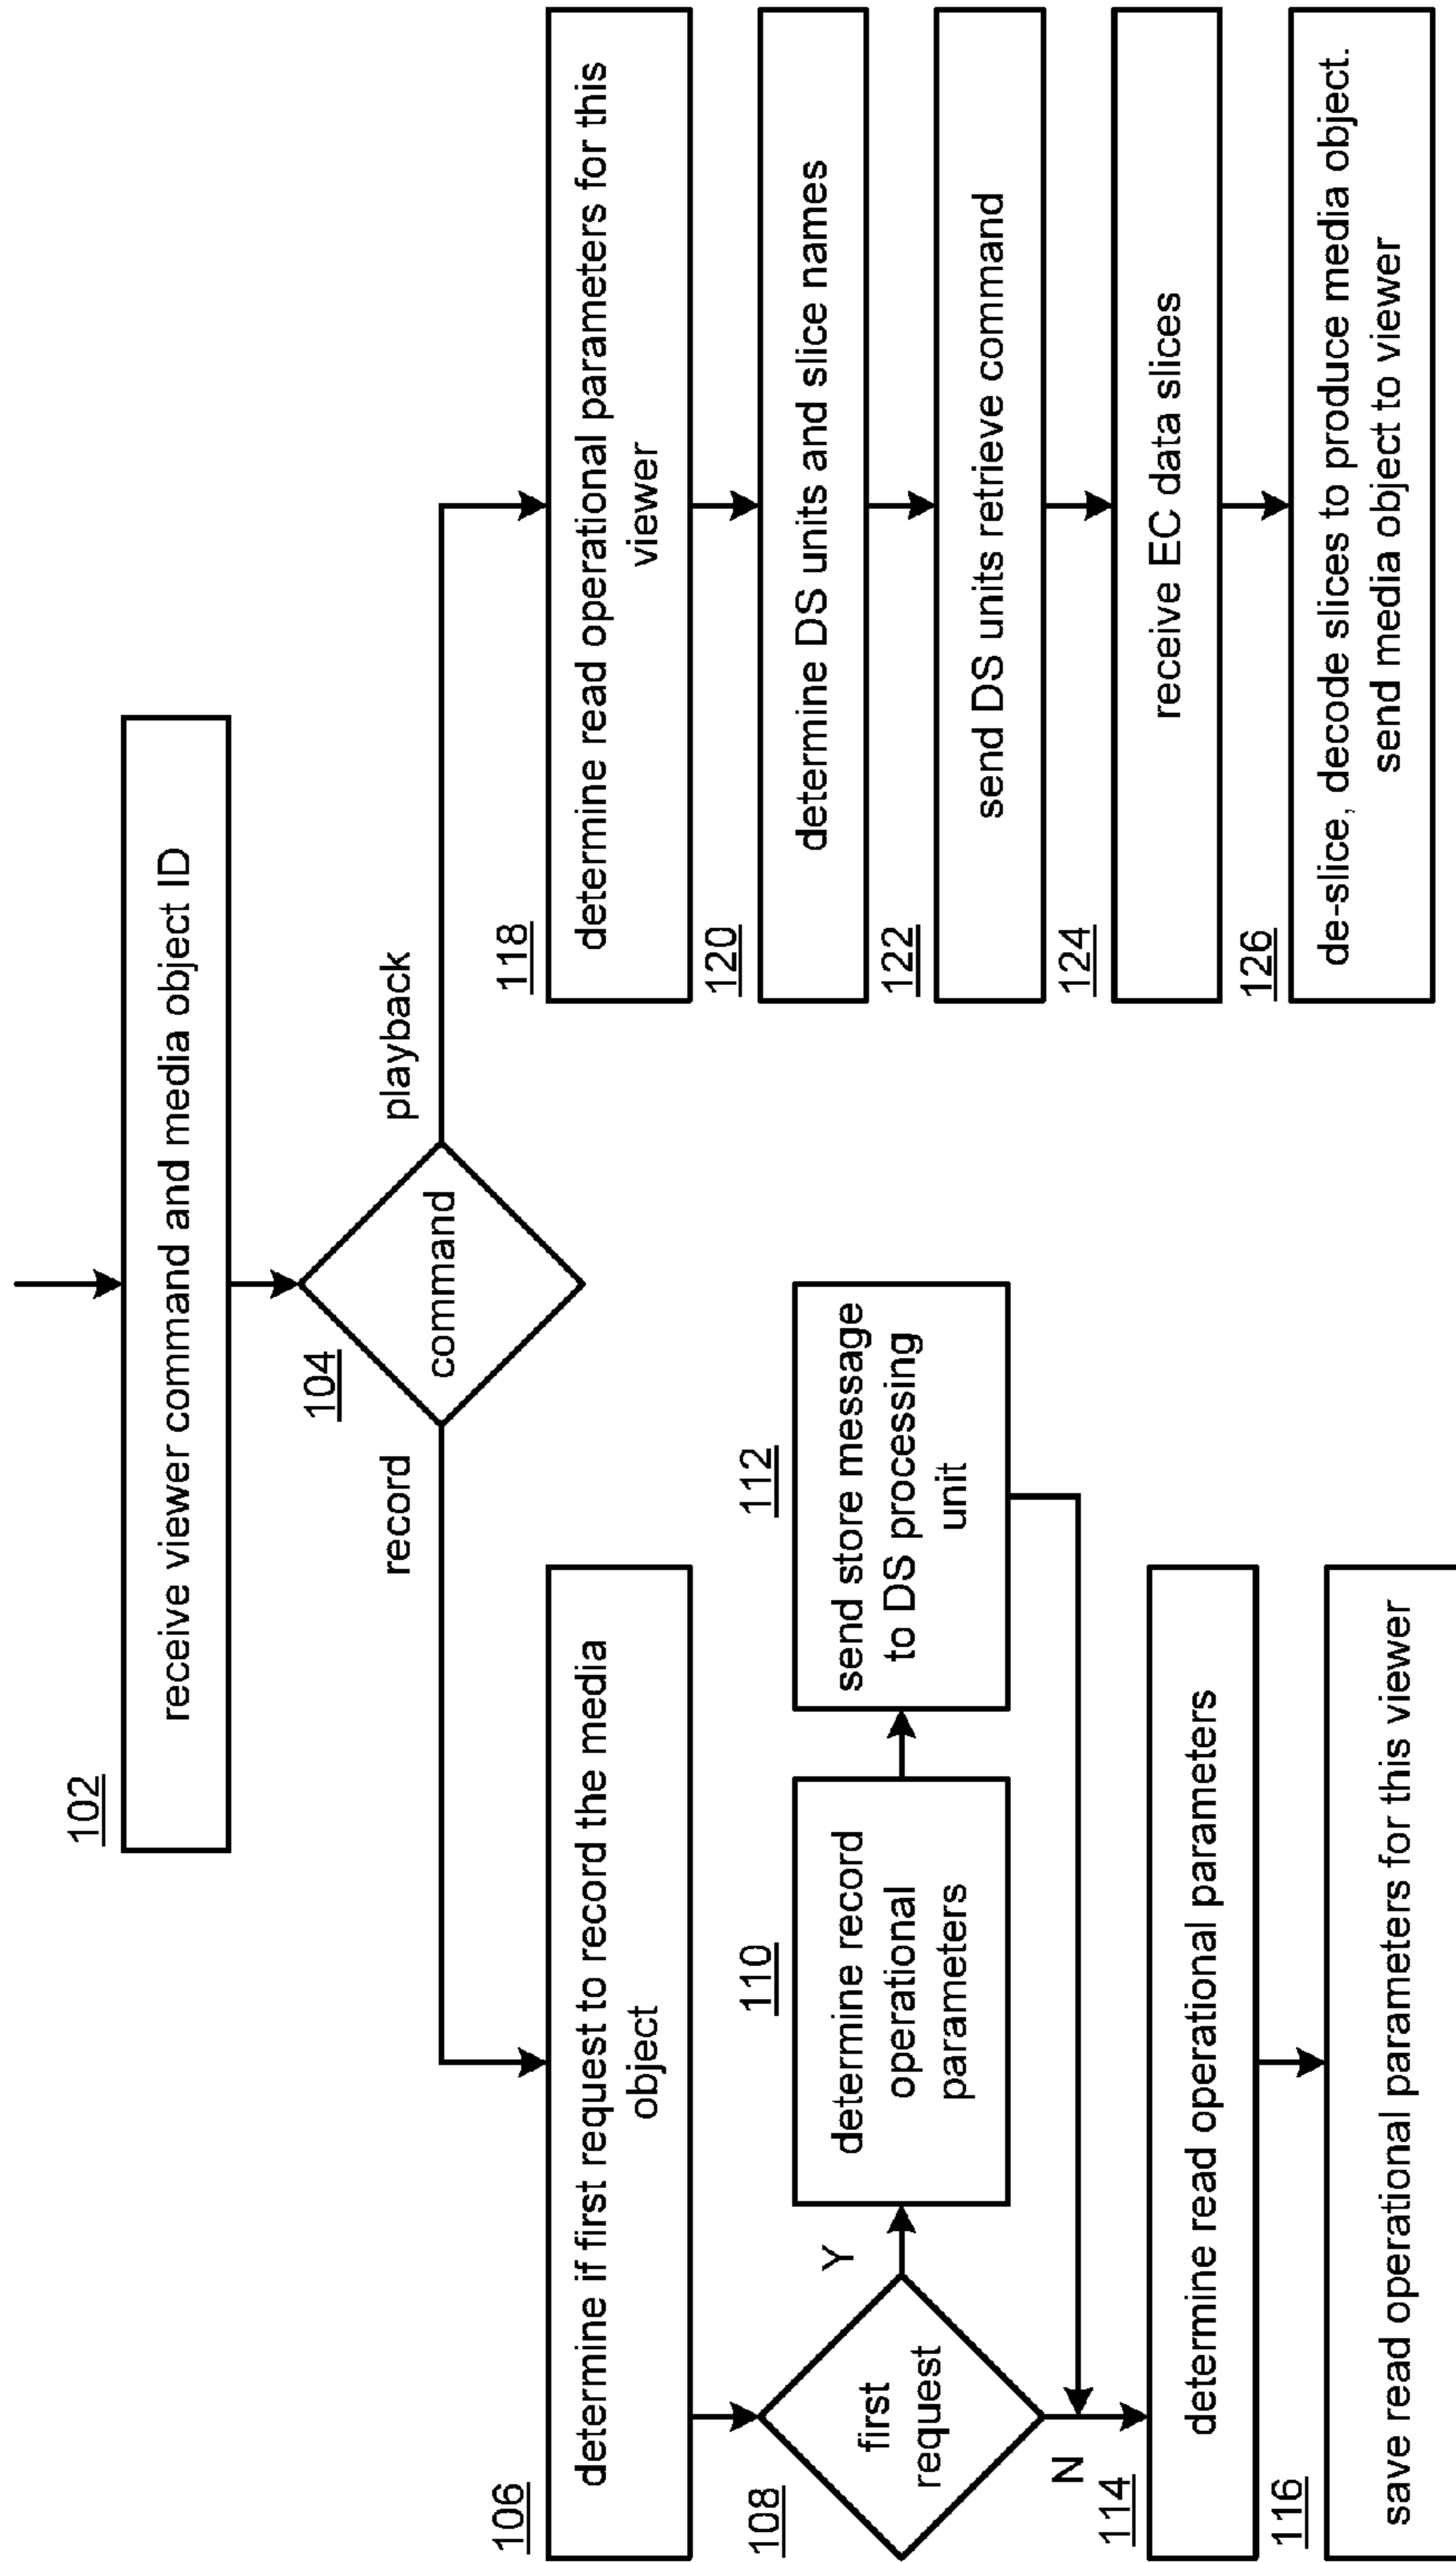 102
receive viewer command and media object ID
104
command
record
playback
106
determine if first request to record the media
object
108
first
request
Y
N
110
determine record
operational
parameters
112
send store message
to DS processing
unit
114
determine read operational parameters
116
save read operational parameters for this viewer
118
determine read operational parameters for this
viewer
120
determine DS units and slice names
122
send DS units retrieve command
124
receive EC data slices
126
de-slice, decode slices to produce media object.
send media object to viewer